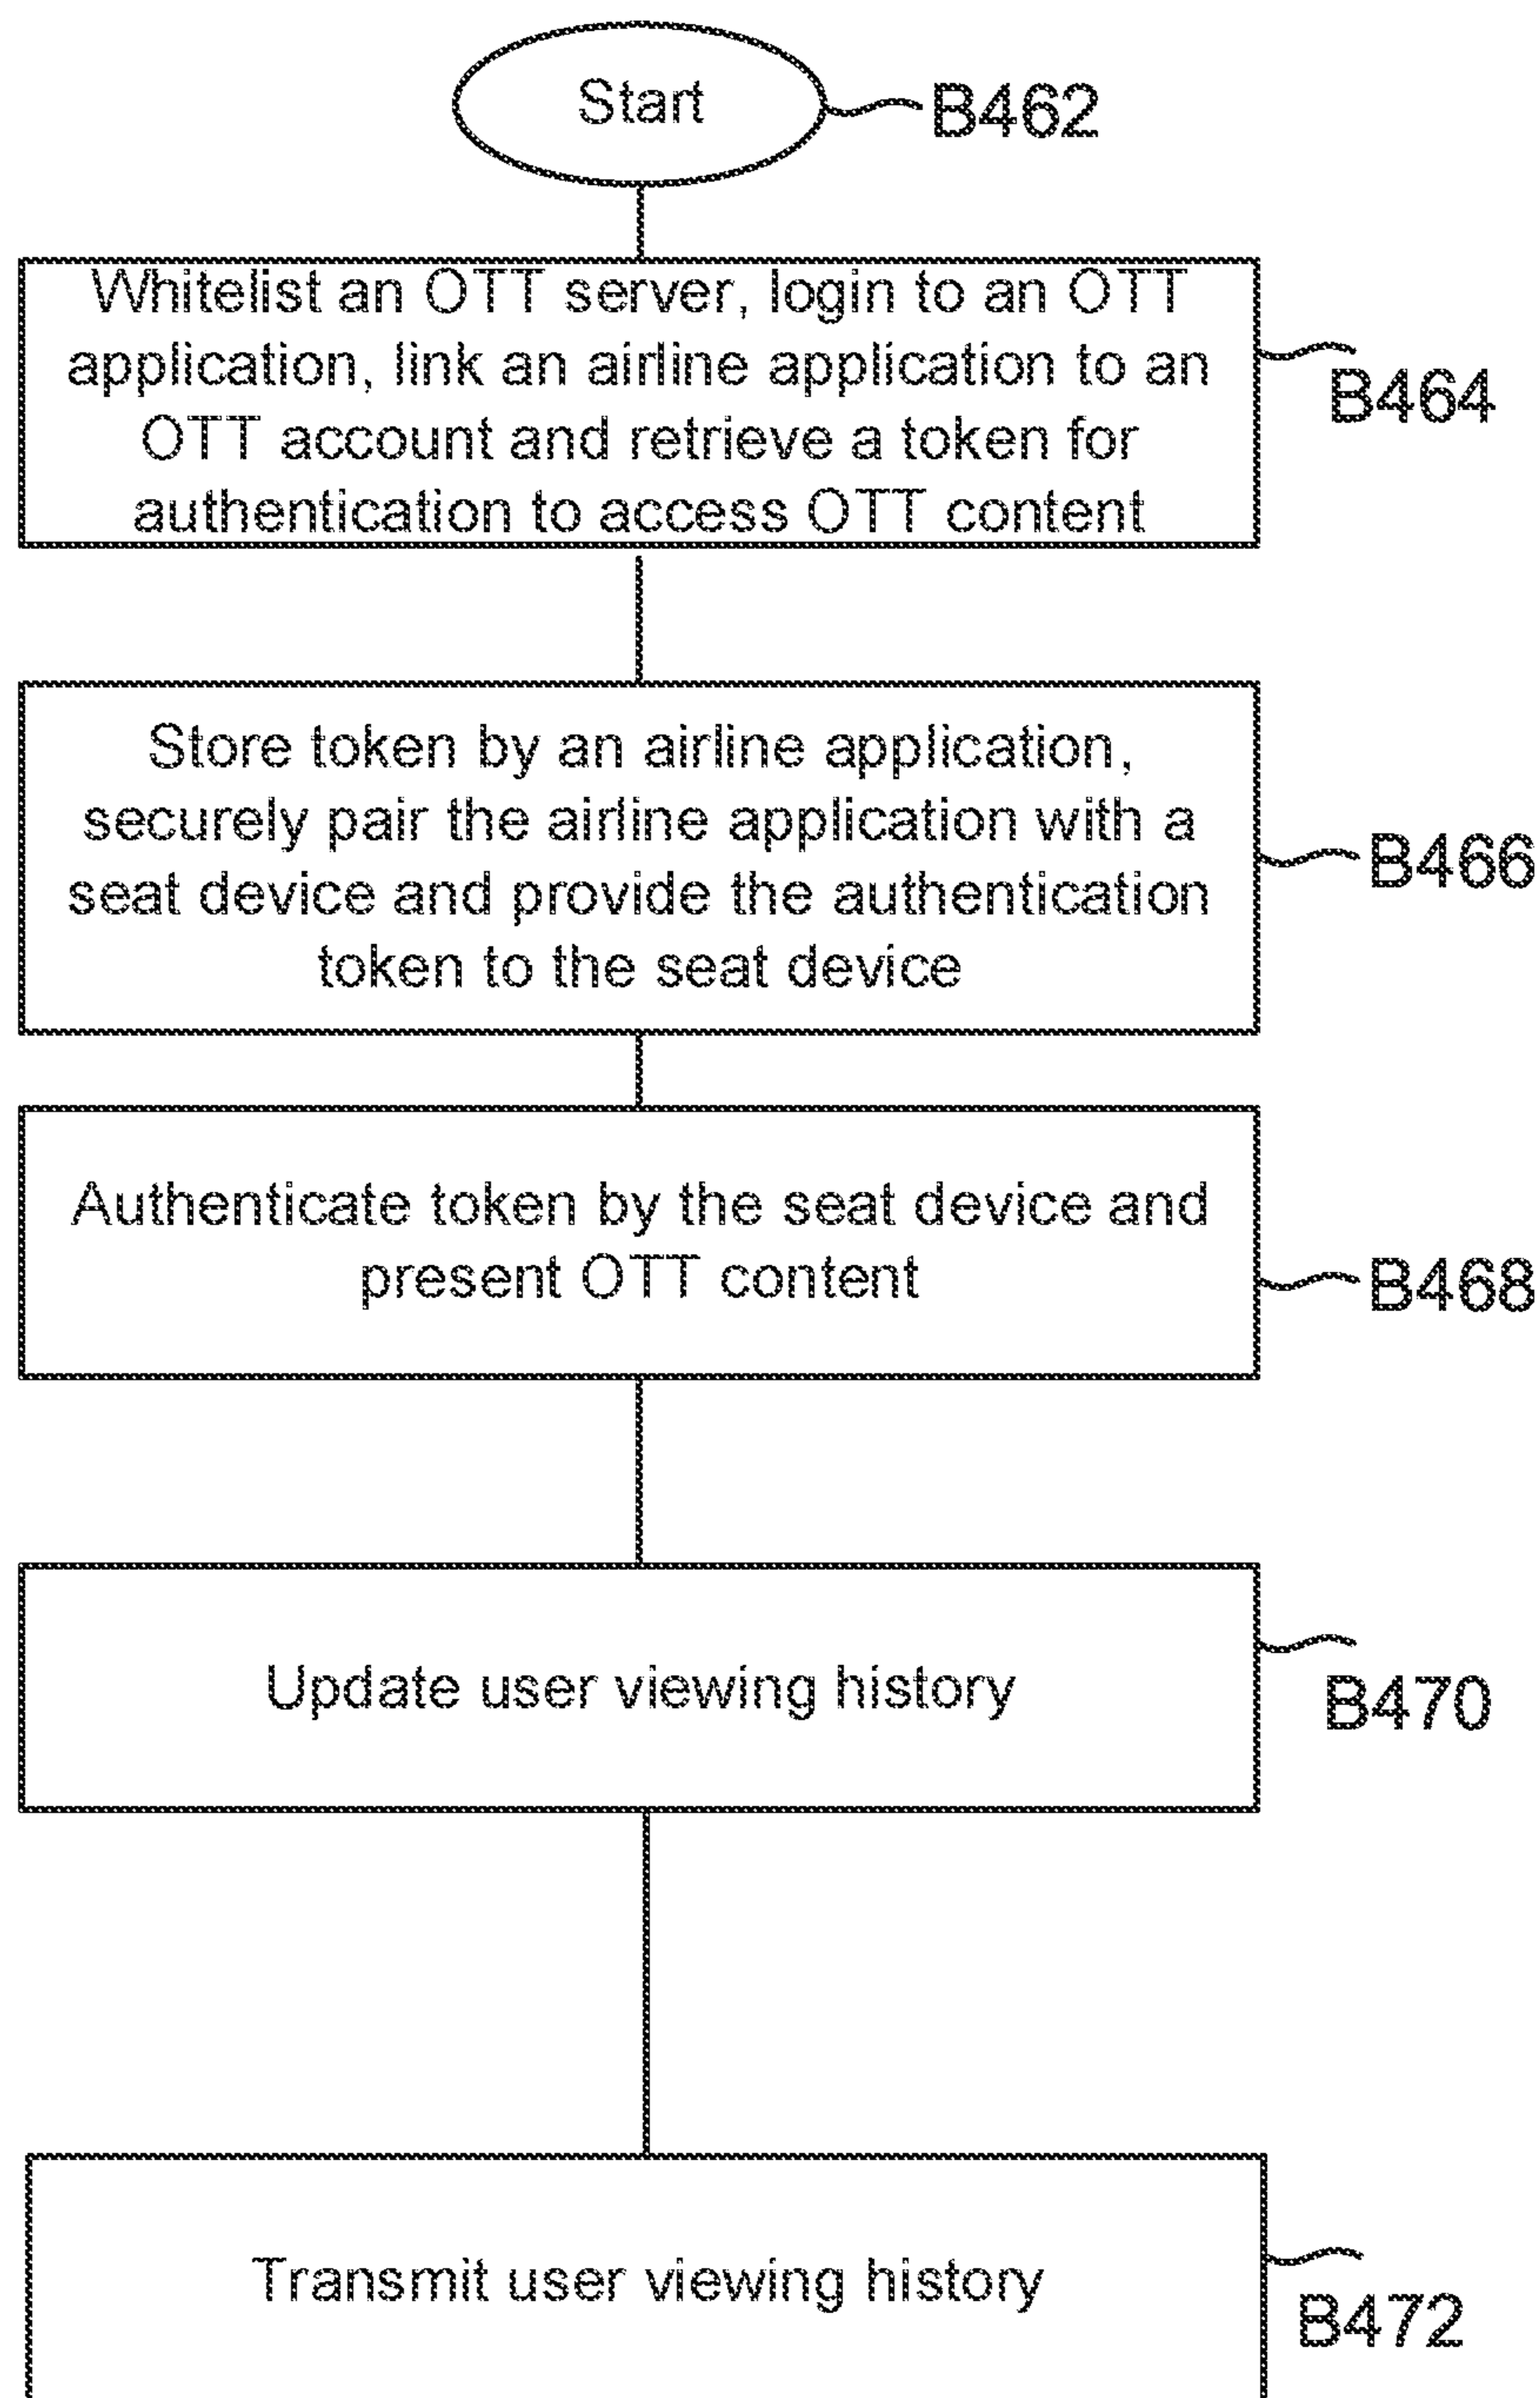 Start
B462
Whitelist an OTT server, login to an OTT
application, link an airline application to an
OTT account and retrieve a token for
authentication to access OTT content
B464
Store token by an airline application,
securely pair the airline application with a
seat device and provide the authentication
token to the seat device
B466
Authenticate token by the seat device and
present OTT content
B468
Update user viewing history
B470
Transmit user viewing history
B472